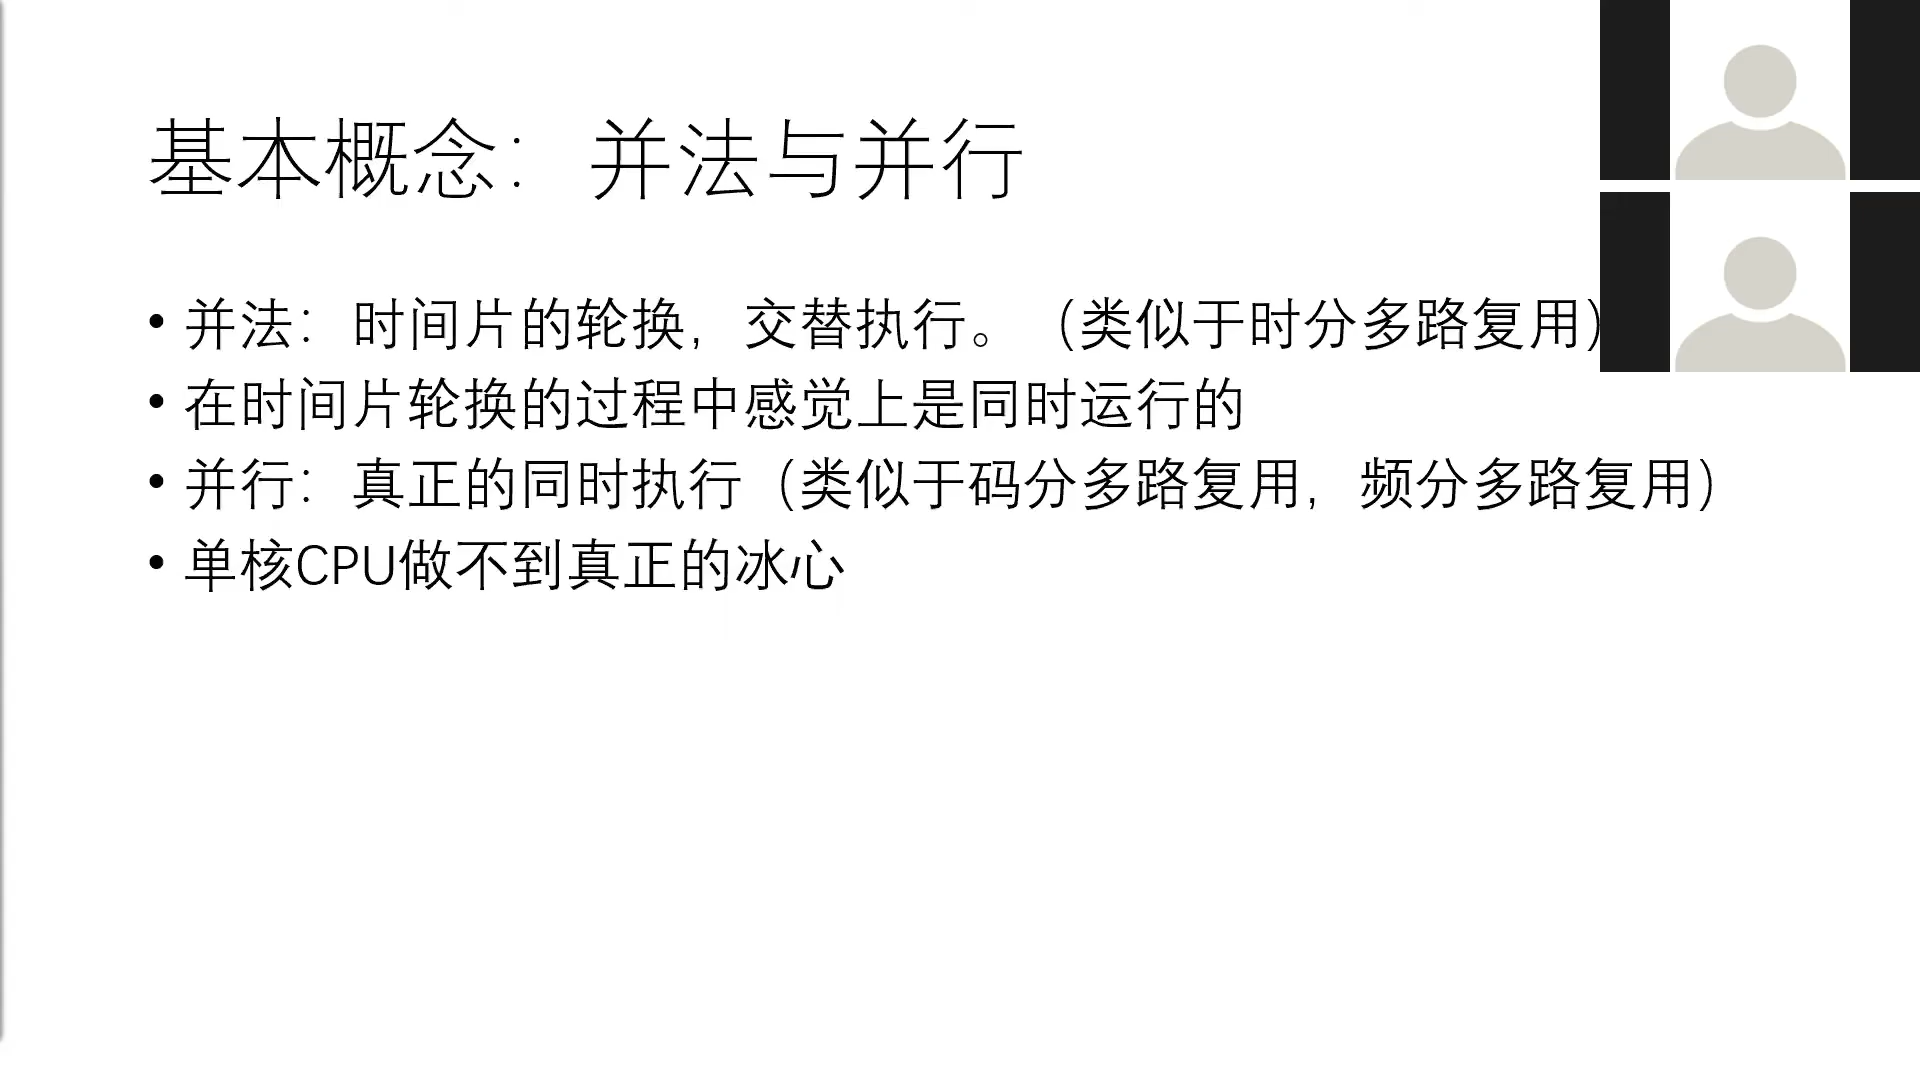 基本概念：并法与并行
• 并法：时间片的轮换，交替执行。（类似于时分多路复用）
• 在时间片轮换的过程中感觉上是同时运行的
• 并行：真正的同时执行（类似于码分多路复用，频分多路复用）
• 单核CPU做不到真正的冰心